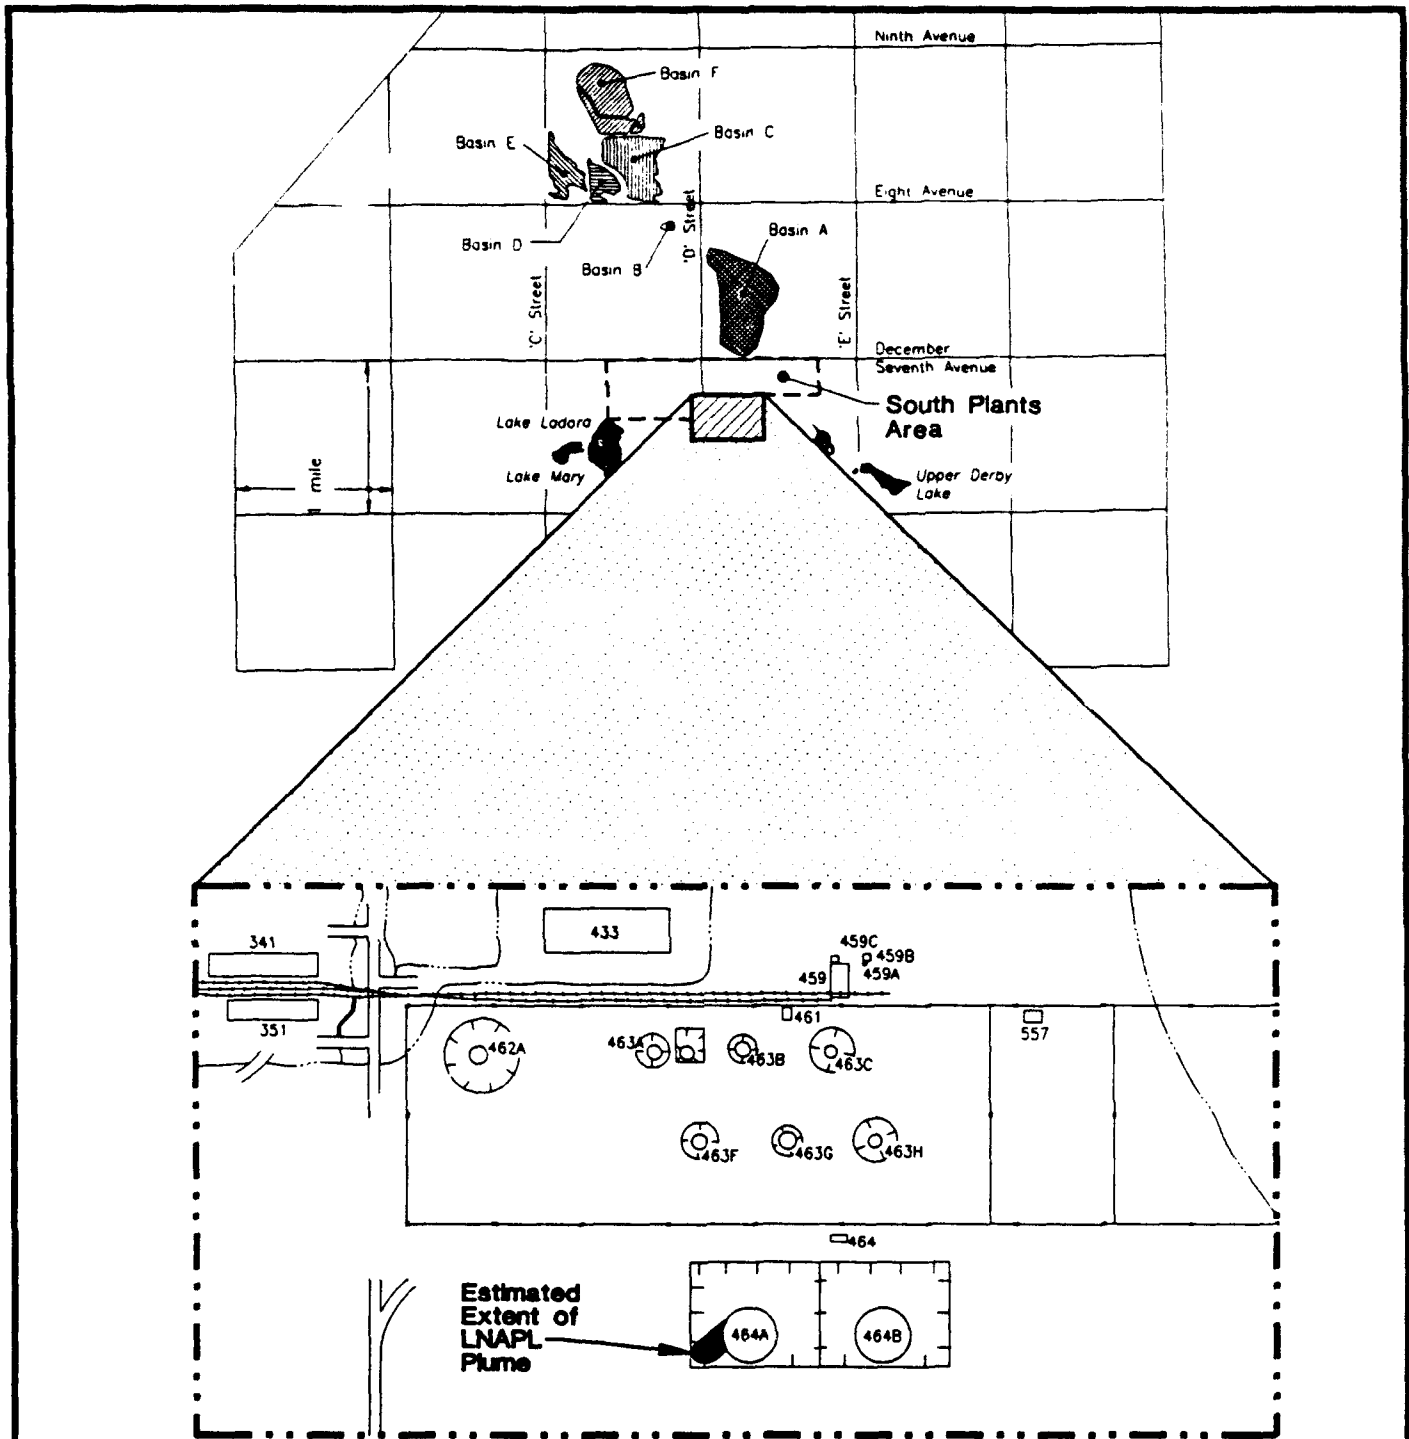 Ninth Avenue
Basin F
Basin C
Basin E
Eight Avenue
Basin D
Basin B
'D' Street
Basin A
'C' Street
'E' Street
December
Seventh Avenue
South Plants
Area
Lake Ladora
Lake Mary
1 mile
Upper Derby
Lake
341
433
459C
459B
459
459A
351
461
557
462A
463A
463B
463C
463F
463G
463H
464
Estimated
Extent of
LNAPL
Plume
464A
464B